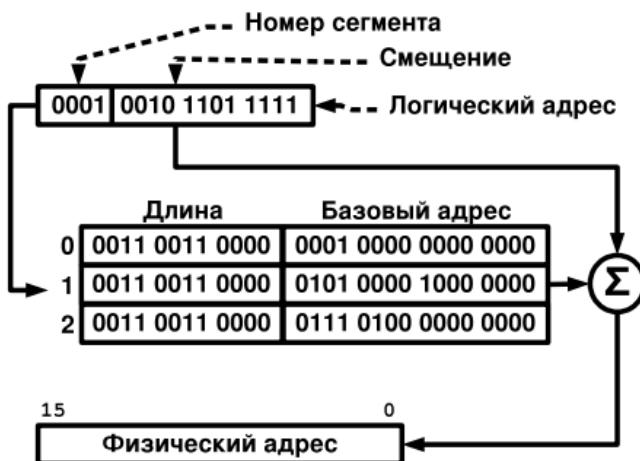 Номер сегмента
Смещение
0001 0010 1101 1111 Логический адрес
Длина Базовый адрес
0 0011 0011 0000 0001 0000 0000 0000
1 0011 0011 0000 0101 0000 1000 0000
2 0011 0011 0000 0111 0100 0000 0000
Σ
15 0
Физический адрес